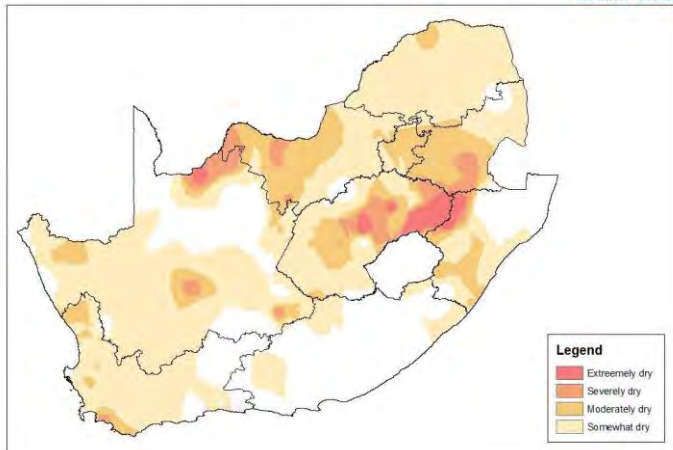 Legend
Extreemely dry
Severely dry
Moderately dry
Somewhat dry